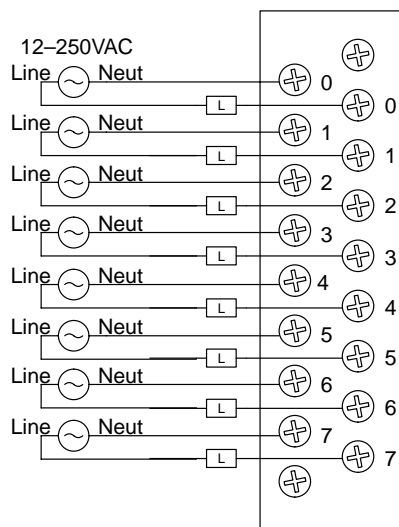 12–250VAC
Line Neut 0
L 0
Line Neut 1
L 1
Line Neut 2
L 2
Line Neut 3
L 3
Line Neut 4
L 4
Line Neut 5
L 5
Line Neut 6
L 6
Line Neut 7
L 7